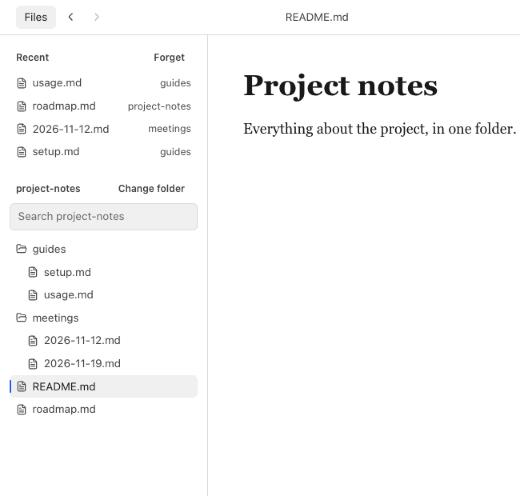 Files
README.md
Recent Forget
usage.md guides
roadmap.md project-notes
2026-11-12.md meetings
setup.md guides
project-notes Change folder
Search project-notes
guides
setup.md
usage.md
meetings
2026-11-12.md
2026-11-19.md
README.md
roadmap.md
Project notes
Everything about the project, in one folder.